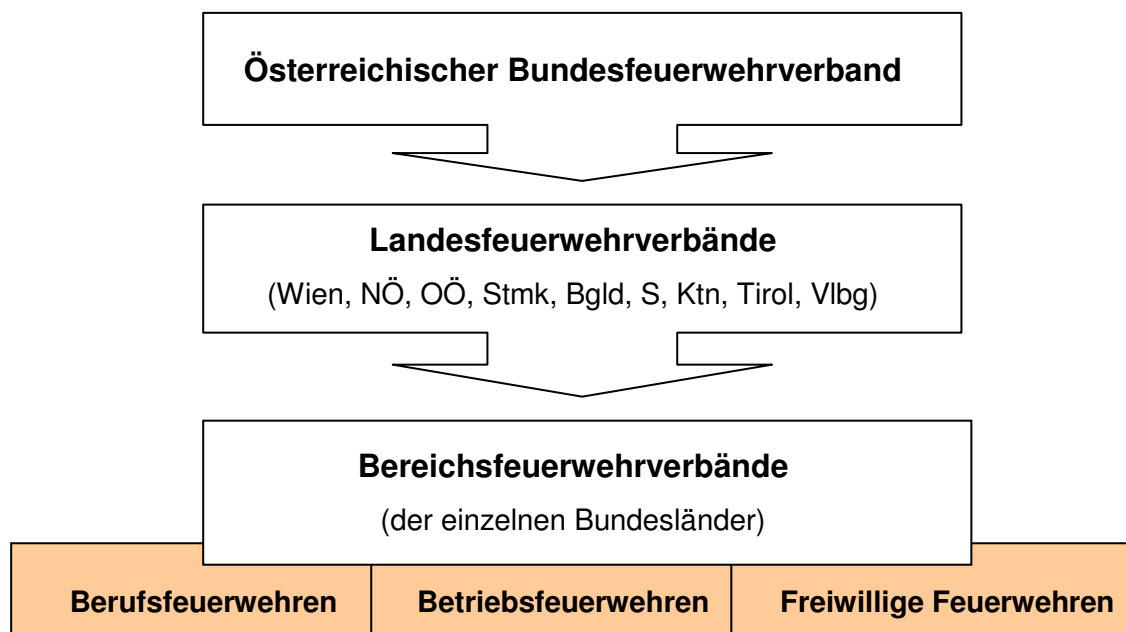 Österreichischer Bundesfeuerwehrverband
Landesfeuerwehrverbände
(Wien, NÖ, OÖ, Stmk, Bgld, S, Ktn, Tirol, Vlbg)
Bereichsfeuerwehrverbände
(der einzelnen Bundesländer)
Berufsfeuerwehren
Betriebsfeuerwehren
Freiwillige Feuerwehren